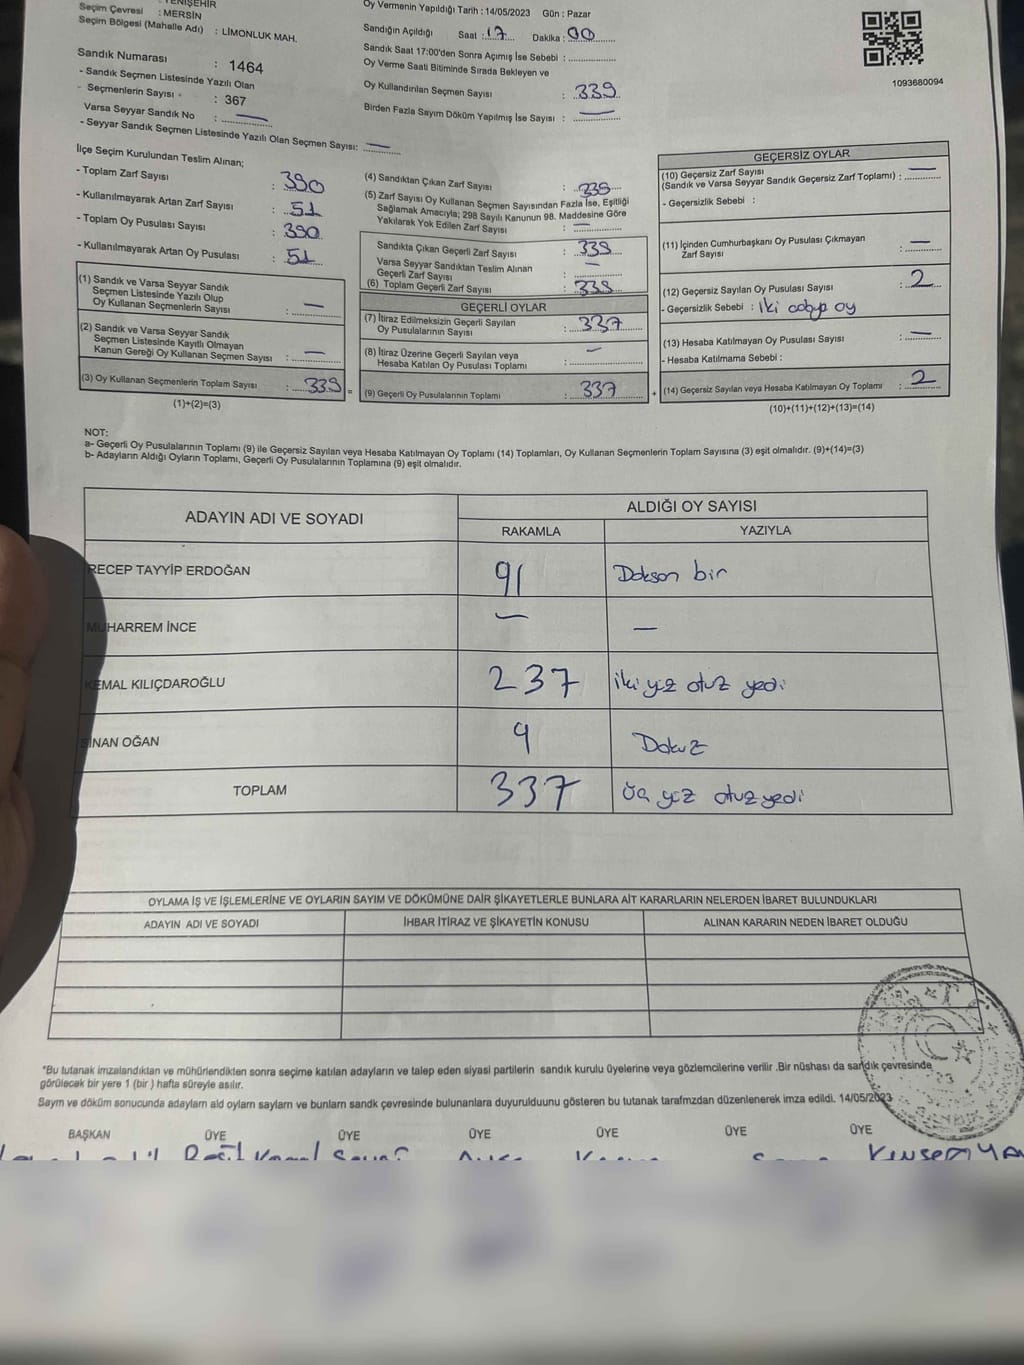 YENİŞEHİR
Seçim Çevresi : MERSİN
Seçim Bölgesi (Mahalle Adı) : LİMONLUK MAH.
Sandık Numarası : 1464
- Sandık Seçmen Listesinde Yazılı Olan
- Seçmenlerin Sayısı - : 367
Varsa Seyyar Sandık No : —
- Seyyar Sandık Seçmen Listesinde Yazılı Olan Seçmen Sayısı: —
Oy Vermenin Yapıldığı Tarih : 14/05/2023 Gün : Pazar
Sandığın Açıldığı Saat : 17 Dakika : 00
Sandık Saat 17:00'den Sonra Açımış İse Sebebi :
Oy Verme Saati Bitiminde Sırada Bekleyen ve
Oy Kullandırılan Seçmen Sayısı : 339
Birden Fazla Sayım Döküm Yapılmış İse Sayısı : —
1093680094
İlçe Seçim Kurulundan Teslim Alınan;
- Toplam Zarf Sayısı : 390
- Kullanılmayarak Artan Zarf Sayısı : 51
- Toplam Oy Pusulası Sayısı : 390
- Kullanılmayarak Artan Oy Pusulası : 51
(1) Sandık ve Varsa Seyyar Sandık
Seçmen Listesinde Yazılı Olup
Oy Kullanan Seçmenlerin Sayısı : —
(2) Sandık ve Varsa Seyyar Sandık
Seçmen Listesinde Kayıtlı Olmayan
Kanun Gereği Oy Kullanan Seçmen Sayısı : —
(3) Oy Kullanan Seçmenlerin Toplam Sayısı : 339 =
(1)+(2)=(3)
(4) Sandıktan Çıkan Zarf Sayısı : 339
(5) Zarf Sayısı Oy Kullanan Seçmen Sayısından Fazla İse, Eşitliği
Sağlamak Amacıyla; 298 Sayılı Kanunun 98. Maddesine Göre
Yakılarak Yok Edilen Zarf Sayısı : —
Sandıkta Çıkan Geçerli Zarf Sayısı : 339
Varsa Seyyar Sandıktan Teslim Alınan
Geçerli Zarf Sayısı : —
(6) Toplam Geçerli Zarf Sayısı : 339
GEÇERLİ OYLAR
(7) İtiraz Edilmeksizin Geçerli Sayılan
Oy Pusulalarının Sayısı : 337
(8) İtiraz Üzerine Geçerli Sayılan veya
Hesaba Katılan Oy Pusulası Toplamı : —
(9) Geçerli Oy Pusulalarının Toplamı : 337 +
GEÇERSİZ OYLAR
(10) Geçersiz Zarf Sayısı
(Sandık ve Varsa Seyyar Sandık Geçersiz Zarf Toplamı) : —
- Geçersizlik Sebebi :
(11) İçinden Cumhurbaşkanı Oy Pusulası Çıkmayan
Zarf Sayısı : —
(12) Geçersiz Sayılan Oy Pusulası Sayısı : 2
- Geçersizlik Sebebi : iki adaya oy
(13) Hesaba Katılmayan Oy Pusulası Sayısı : —
- Hesaba Katılmama Sebebi :
(14) Geçersiz Sayılan veya Hesaba Katılmayan Oy Toplamı : 2
(10)+(11)+(12)+(13)=(14)
NOT:
a- Geçerli Oy Pusulalarının Toplamı (9) ile Geçersiz Sayılan veya Hesaba Katılmayan Oy Toplamı (14) Toplamları, Oy Kullanan Seçmenlerin Toplam Sayısına (3) eşit olmalıdır. (9)+(14)=(3)
b- Adayların Aldığı Oyların Toplamı, Geçerli Oy Pusulalarının Toplamına (9) eşit olmalıdır.
ADAYIN ADI VE SOYADI ALDIĞI OY SAYISI
RAKAMLA YAZIYLA
RECEP TAYYİP ERDOĞAN 91 Doksan bir
MUHARREM İNCE — —
KEMAL KILIÇDAROĞLU 237 iki yüz otuz yedi
SİNAN OĞAN 9 Dokuz
TOPLAM 337 üç yüz otuz yedi
OYLAMA İŞ VE İŞLEMLERİNE VE OYLARIN SAYIM VE DÖKÜMÜNE DAİR ŞİKAYETLERLE BUNLARA AİT KARARLARIN NELERDEN İBARET BULUNDUKLARI
ADAYIN ADI VE SOYADI İHBAR İTİRAZ VE ŞİKAYETİN KONUSU ALINAN KARARIN NEDEN İBARET OLDUĞU
*Bu tutanak imzalandıktan ve mühürlendikten sonra seçime katılan adayların ve talep eden siyasi partilerin sandık kurulu üyelerine veya gözlemcilerine verilir .Bir nüshası da sandık çevresinde
görülecek bir yere 1 (bir ) hafta süreyle asılır.
Saym ve döküm sonucunda adaylarn ald oylarn saylarn ve bunlarn sandk çevresinde bulunanlara duyurulduunu gösteren bu tutanak tarafmzdan düzenlenerek imza edildi. 14/05/2023
BAŞKAN ÜYE ÜYE ÜYE ÜYE ÜYE ÜYE